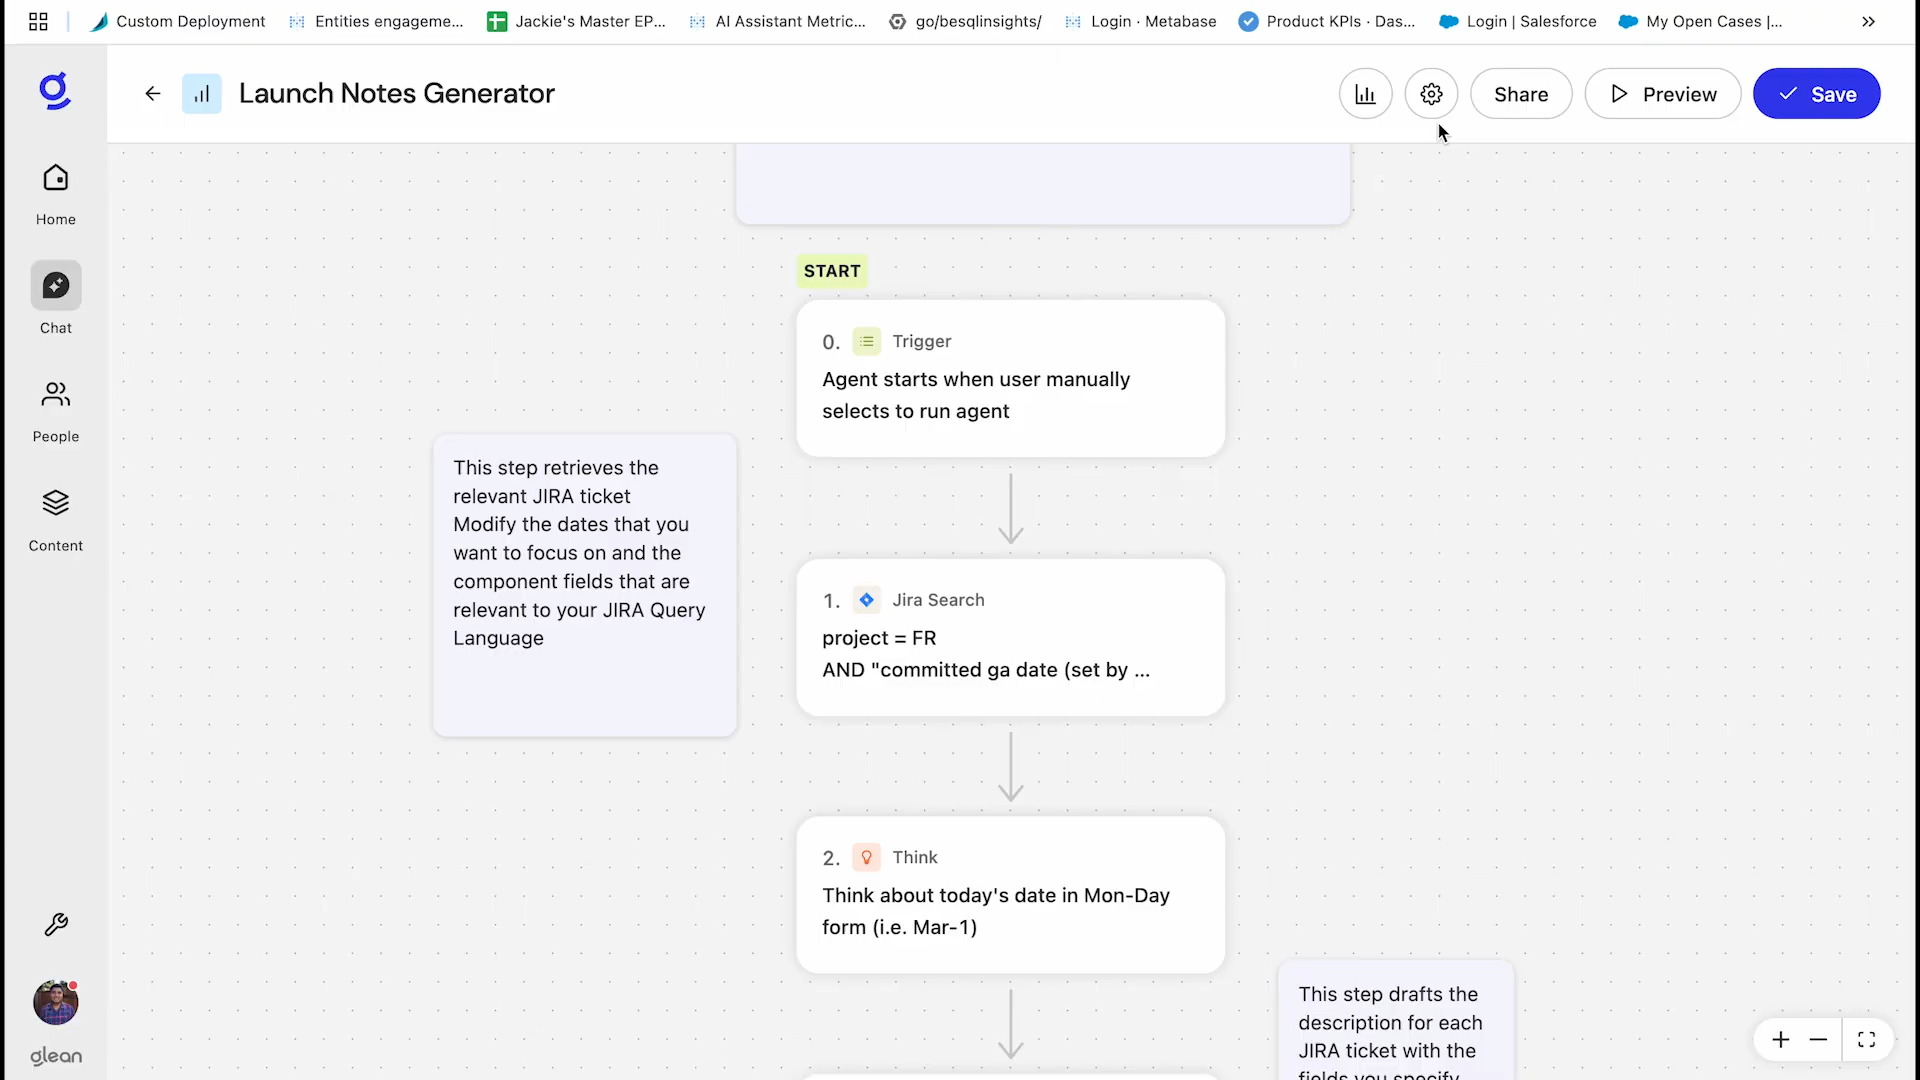 Custom Deployment
Entities engageme...
Jackie's Master EP...
AI Assistant Metric...
go/besqlinsights/
Login · Metabase
Product KPIs · Das...
Login | Salesforce
My Open Cases |...
Launch Notes Generator
Share
Preview
Save
Home
Chat
People
Content
glean
START
0. Trigger
Agent starts when user manually
selects to run agent
This step retrieves the
relevant JIRA ticket
Modify the dates that you
want to focus on and the
component fields that are
relevant to your JIRA Query
Language
1. Jira Search
project = FR
AND "committed ga date (set by ...
2. Think
Think about today's date in Mon-Day
form (i.e. Mar-1)
This step drafts the
description for each
JIRA ticket with the
fields you specify